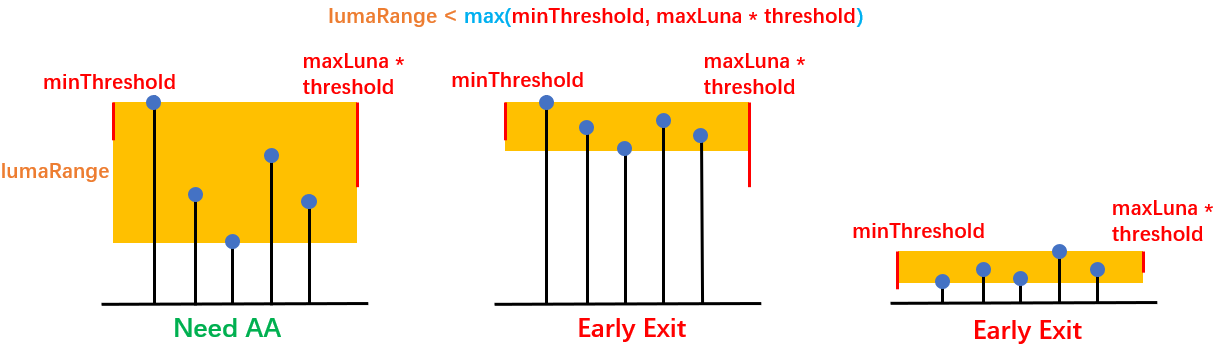 lumaRange < max(minThreshold, maxLuna * threshold)
minThreshold
maxLuna *
threshold
lumaRange
Need AA
minThreshold
maxLuna *
threshold
Early Exit
minThreshold
maxLuna *
threshold
Early Exit